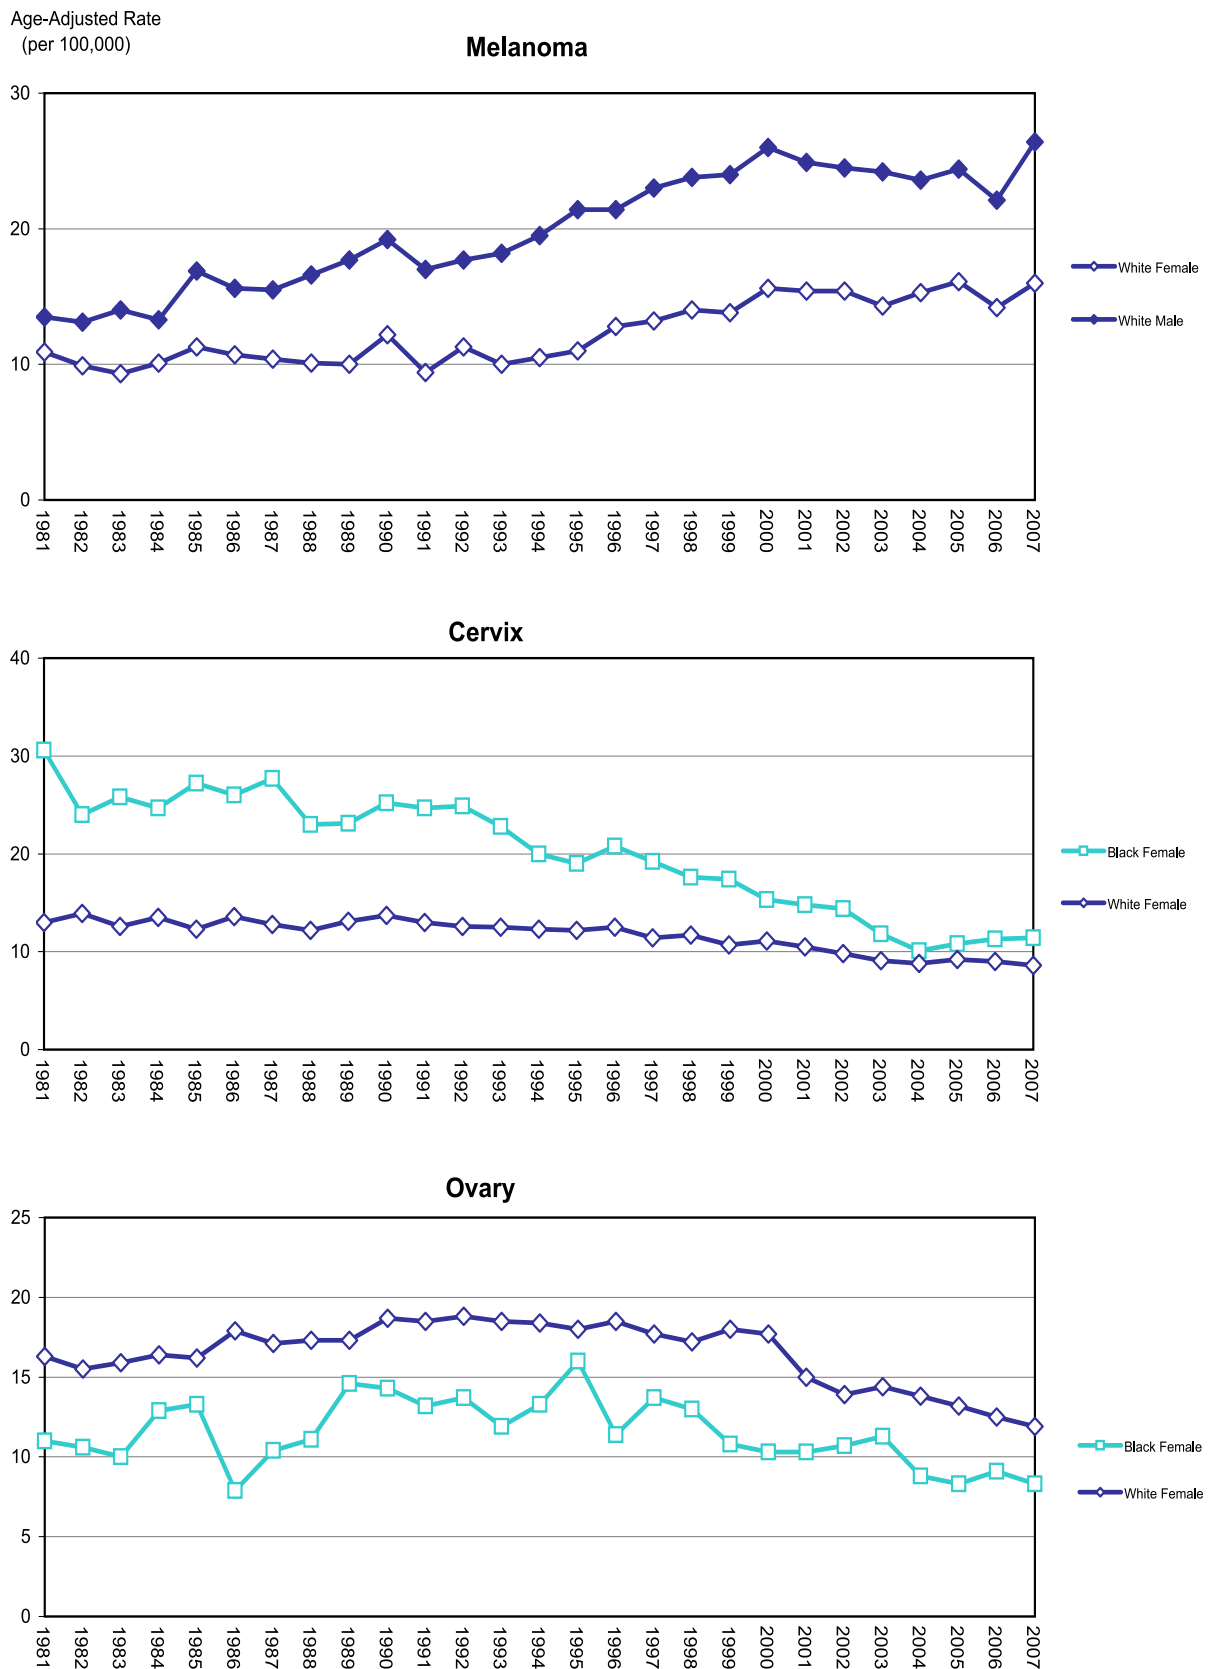 Age-Adjusted Rate
(per 100,000)
Melanoma
30
20
10
0
1981 1982 1983 1984 1985 1986 1987 1988 1989 1990 1991 1992 1993 1994 1995 1996 1997 1998 1999 2000 2001 2002 2003 2004 2005 2006 2007
White Female
White Male
Cervix
40
30
20
10
0
1981 1982 1983 1984 1985 1986 1987 1988 1989 1990 1991 1992 1993 1994 1995 1996 1997 1998 1999 2000 2001 2002 2003 2004 2005 2006 2007
Black Female
White Female
Ovary
25
20
15
10
5
0
1981 1982 1983 1984 1985 1986 1987 1988 1989 1990 1991 1992 1993 1994 1995 1996 1997 1998 1999 2000 2001 2002 2003 2004 2005 2006 2007
Black Female
White Female